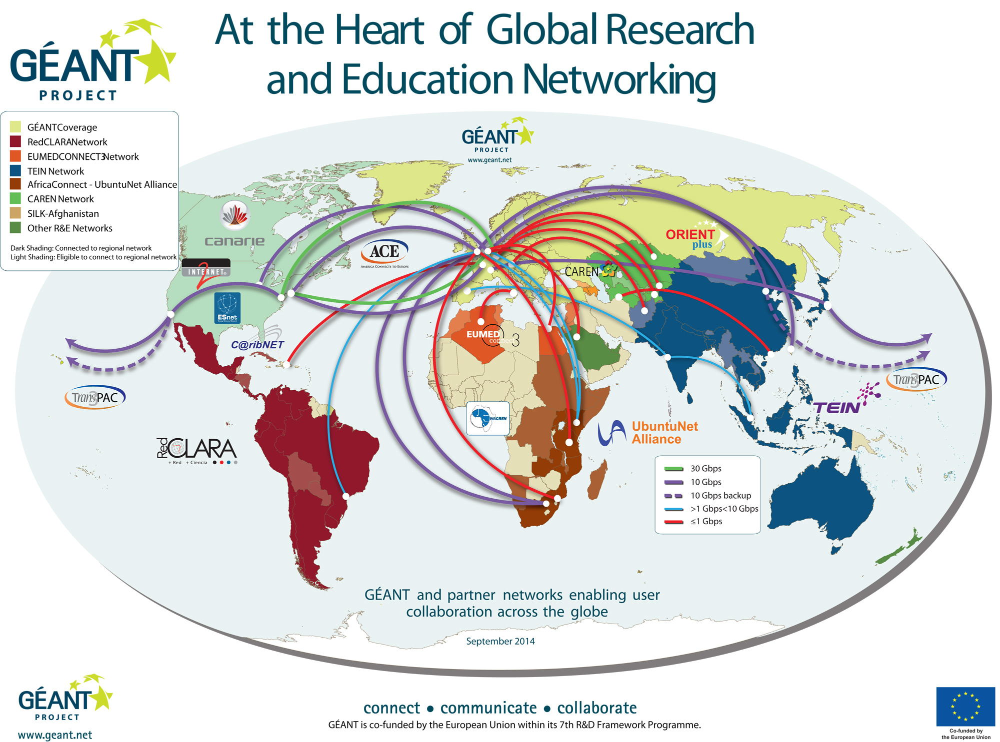 GÉANT
PROJECT
At the Heart of Global Research
and Education Networking
GÉANTCoverage
RedCLARANetwork
EUMEDCONNECT3Network
TEIN Network
AfricaConnect - UbuntuNet Alliance
CAREN Network
SILK-Afghanistan
Other R&E Networks
Dark Shading: Connected to regional network
Light Shading: Eligible to connect to regional network
GÉANT
PROJECT
www.geant.net
canarie
INTERNET2®
ACE
AMERICA CONNECTS TO EUROPE
ORIENT
plus
CAREN
ESnet
C@ribNET
EUMED
connect3
Trans3PAC
Trans3PAC
TEIN
WACREN
UbuntuNet
Alliance
RedCLARA
+ Red + Ciencia
30 Gbps
10 Gbps
10 Gbps backup
>1 Gbps<10 Gbps
≤1 Gbps
GÉANT and partner networks enabling user
collaboration across the globe
September 2014
GÉANT
PROJECT
www.geant.net
connect • communicate • collaborate
GÉANT is co-funded by the European Union within its 7th R&D Framework Programme.
Co-funded by
the European Union